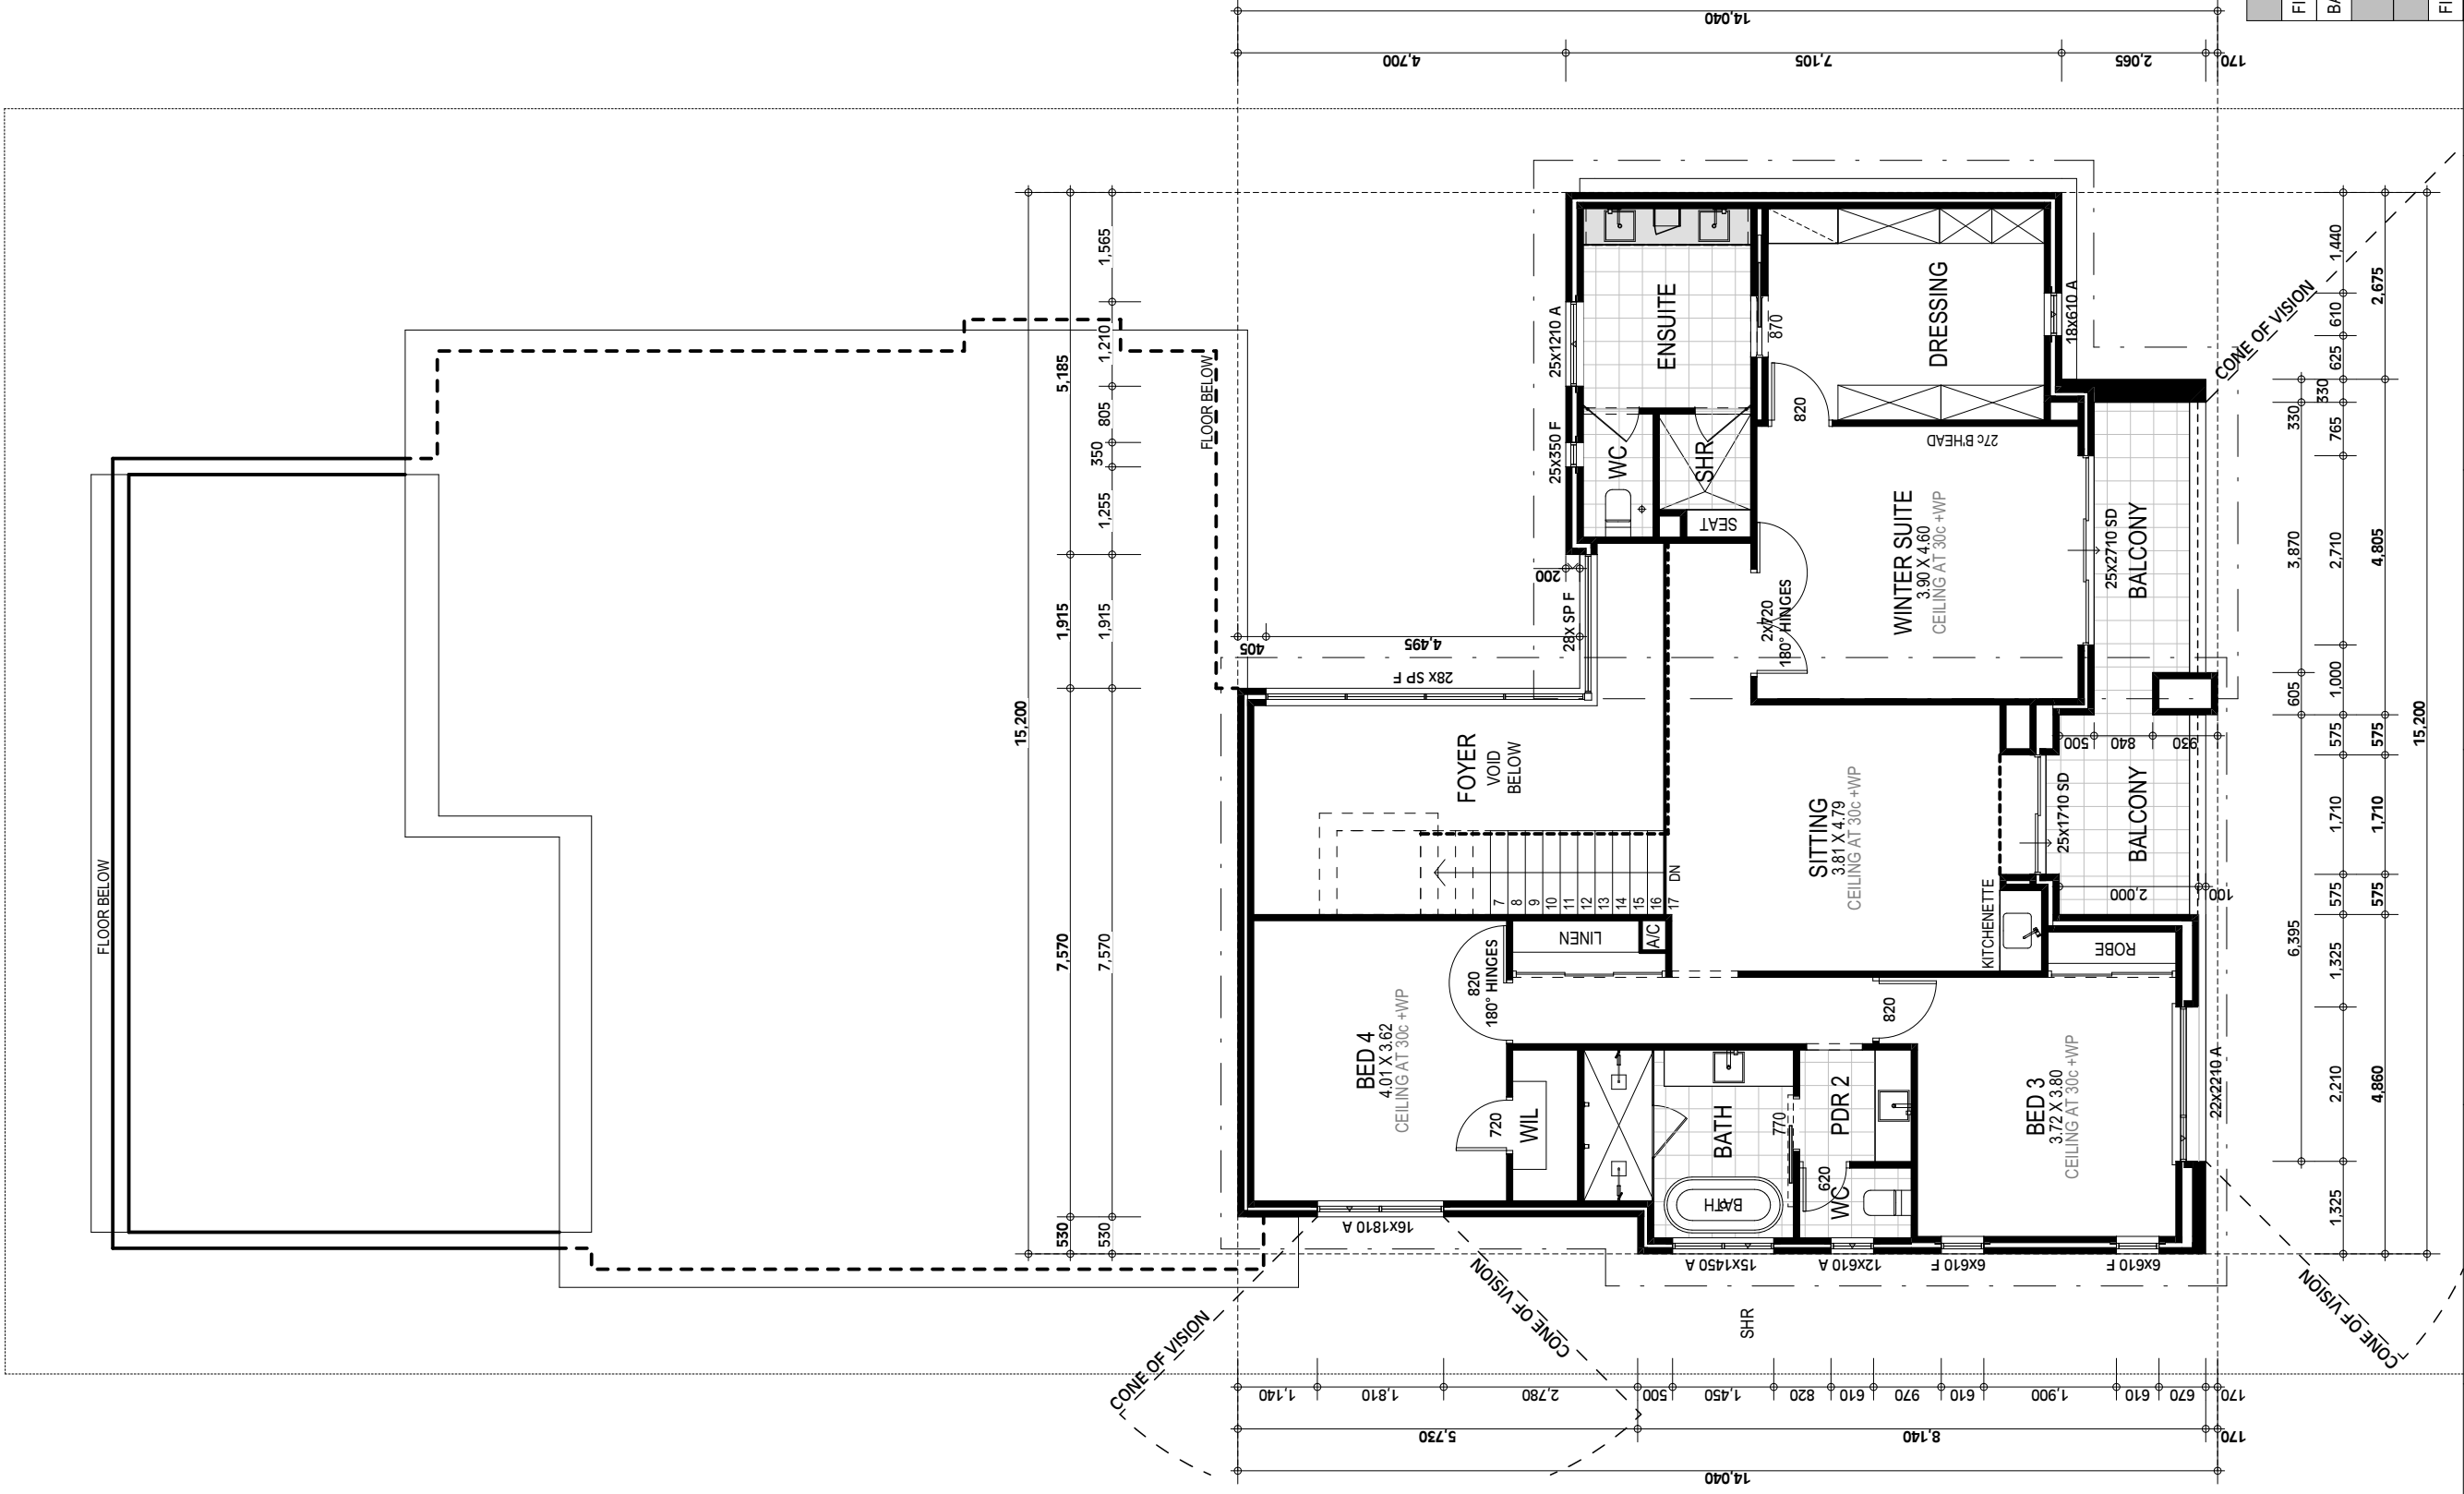 14,040
4,700
7,105
2,065
170
FI
BA
FI
15,200
5,185
1,915
7,570
530
1,565
1,210
805
350
1,255
1,915
7,570
530
FLOOR BELOW
FLOOR BELOW
ENSUITE
25x1210 A
25x350 F
WC
SHR
SEAT
870
820
DRESSING
18x610 A
27c B'HEAD
WINTER SUITE
3.90 X 4.60
CEILING AT 30c +WP
2x720
180° HINGES
25x2710 SD
BALCONY
CONE OF VISION
200
28x SP F
4,495
405
28x SP F
FOYER
VOID
BELOW
7
8
9
10
11
12
13
14
15
16
17
DN
SITTING
3.81 X 4.79
CEILING AT 30c +WP
500
840
930
25x1710 SD
BALCONY
2,000
100
KITCHENETTE
LINEN
A/C
ROBE
BED 4
4.01 X 3.62
CEILING AT 30c +WP
820
180° HINGES
720
WIL
BATH
BATH
770
PDR 2
620
WC
820
BED 3
3.72 X 3.80
CEILING AT 30c +WP
22x2210 A
16x1810 A
15x1450 A
12x610 A
6x610 F
6x610 F
SHR
CONE OF VISION
CONE OF VISION
CONE OF VISION
330
3,870
605
6,395
1,440
610
625
330
765
2,710
1,000
575
1,710
575
1,325
2,210
1,325
2,675
4,805
575
1,710
575
4,860
15,200
1,140
1,810
2,780
500
1,450
820
610
970
610
1,900
610
670
170
5,730
8,140
170
14,040